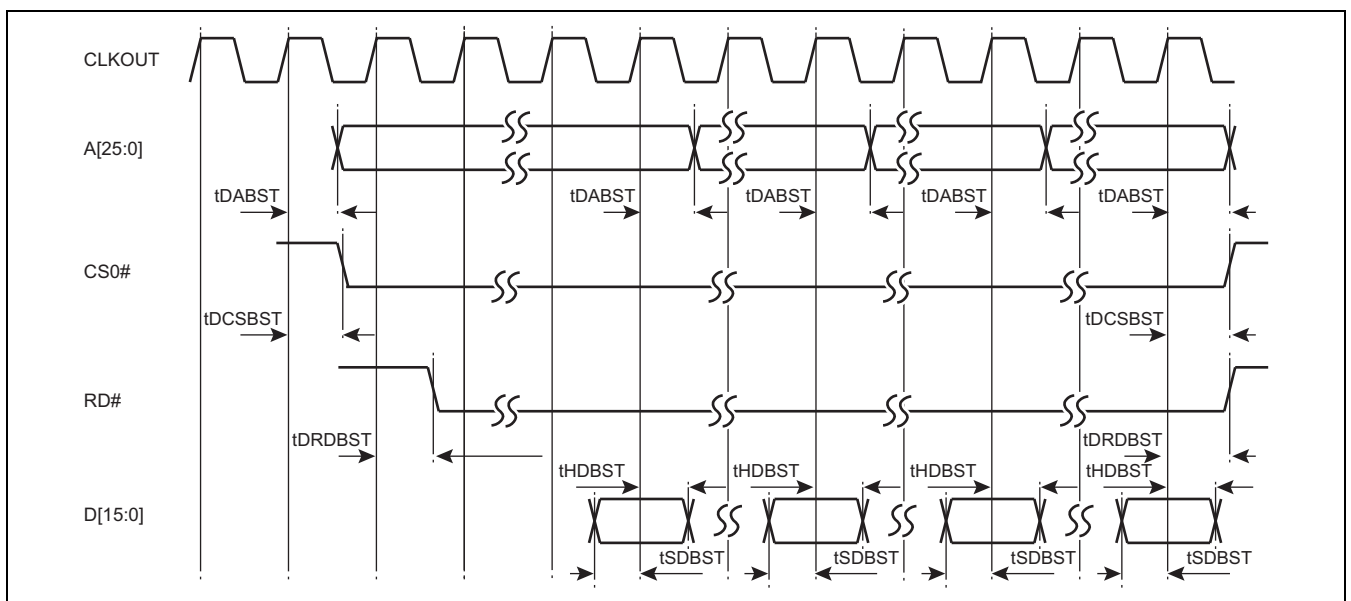 CLKOUT
A[25:0]
tDABST tDABST tDABST tDABST tDABST
CS0#
tDCSBST tDCSBST
RD#
tDRDBST tDRDBST
tHDBST tHDBST tHDBST tHDBST
D[15:0]
tSDBST tSDBST tSDBST tSDBST